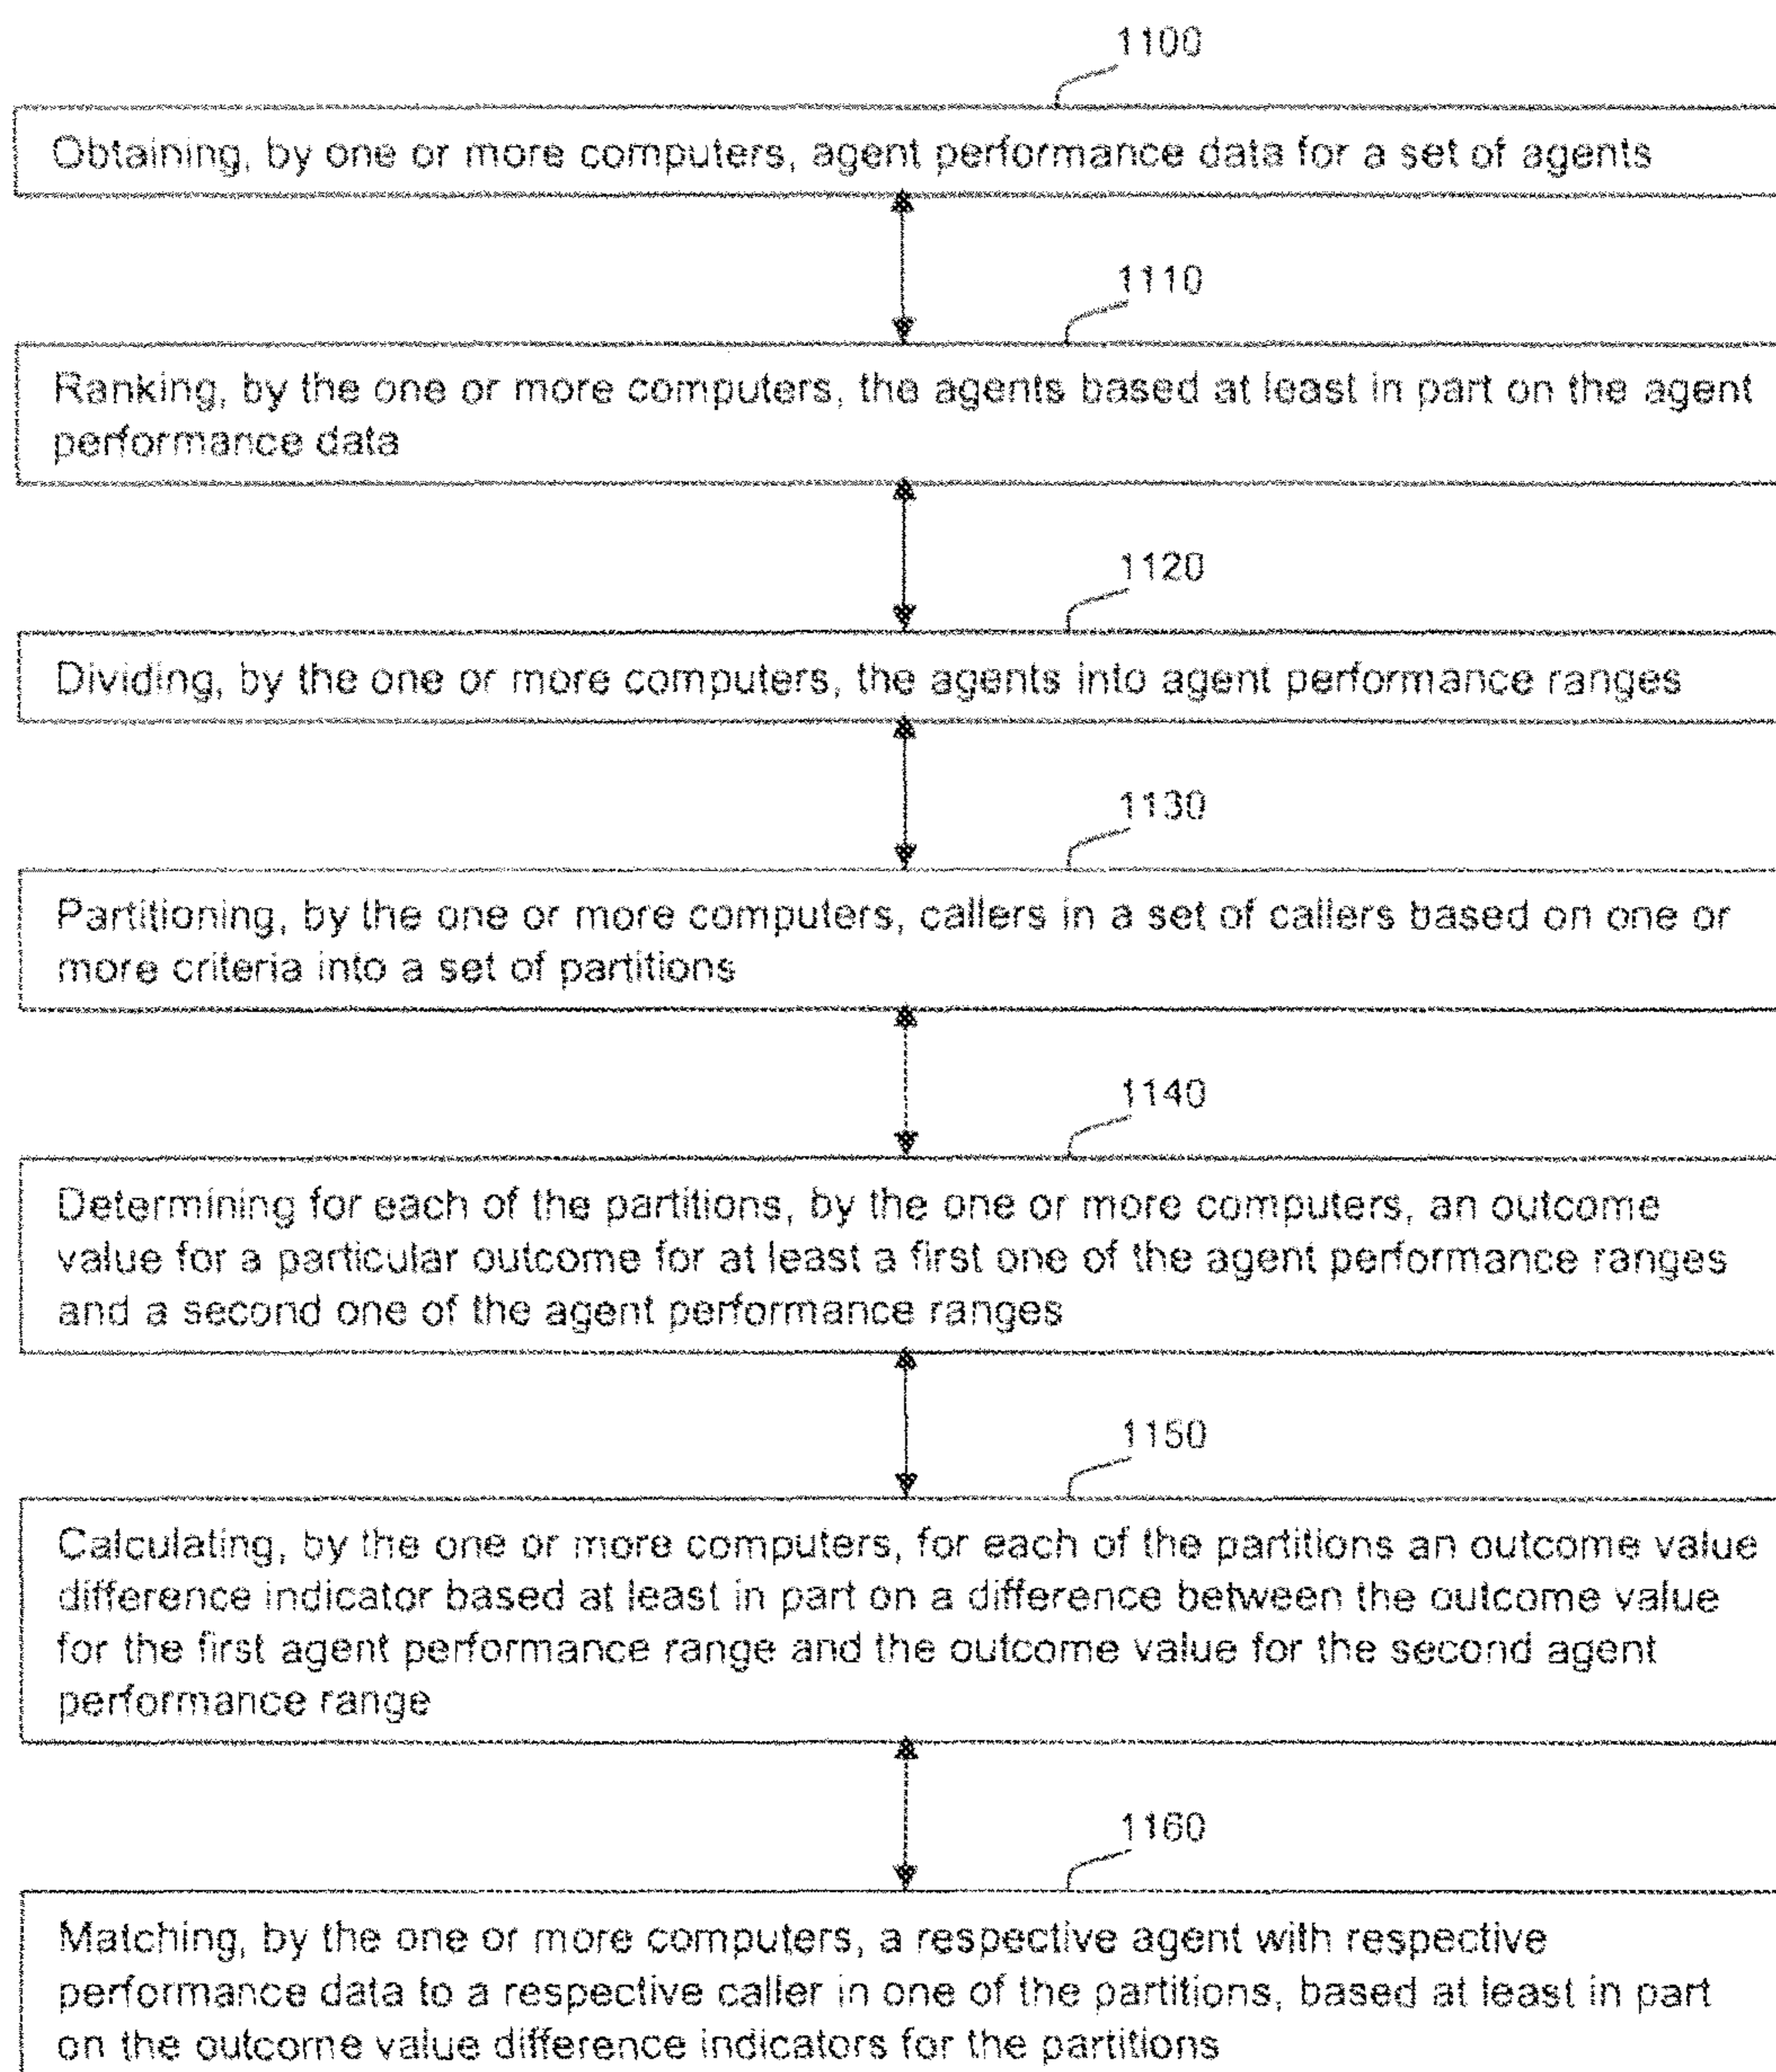 1100
Obtaining, by one or more computers, agent performance data for a set of agents
1110
Ranking, by the one or more computers, the agents based at least in part on the agent
performance data
1120
Dividing, by the one or more computers, the agents into agent performance ranges
1130
Partitioning, by the one or more computers, callers in a set of callers based on one or
more criteria into a set of partitions
1140
Determining for each of the partitions, by the one or more computers, an outcome
value for a particular outcome for at least a first one of the agent performance ranges
and a second one of the agent performance ranges
1150
Calculating, by the one or more computers, for each of the partitions an outcome value
difference indicator based at least in part on a difference between the outcome value
for the first agent performance range and the outcome value for the second agent
performance range
1160
Matching, by the one or more computers, a respective agent with respective
performance data to a respective caller in one of the partitions, based at least in part
on the outcome value difference indicators for the partitions